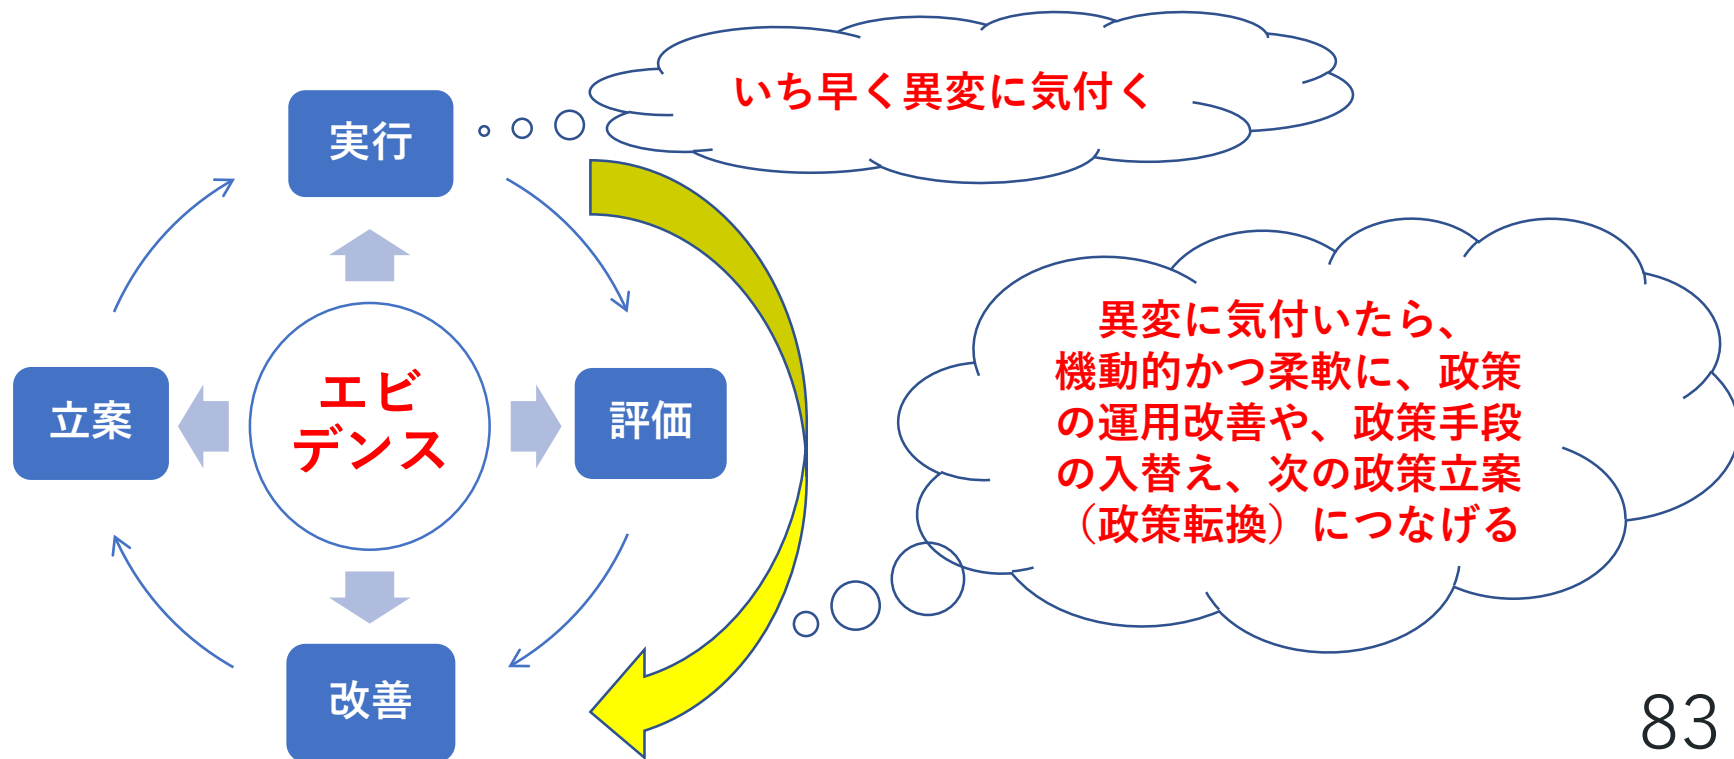 いち早く異変に気付く
実行
異変に気付いたら、
機動的かつ柔軟に、政策
の運用改善や、政策手段
の入替え、次の政策立案
（政策転換）につなげる
エビ
デンス
立案
評価
改善
83